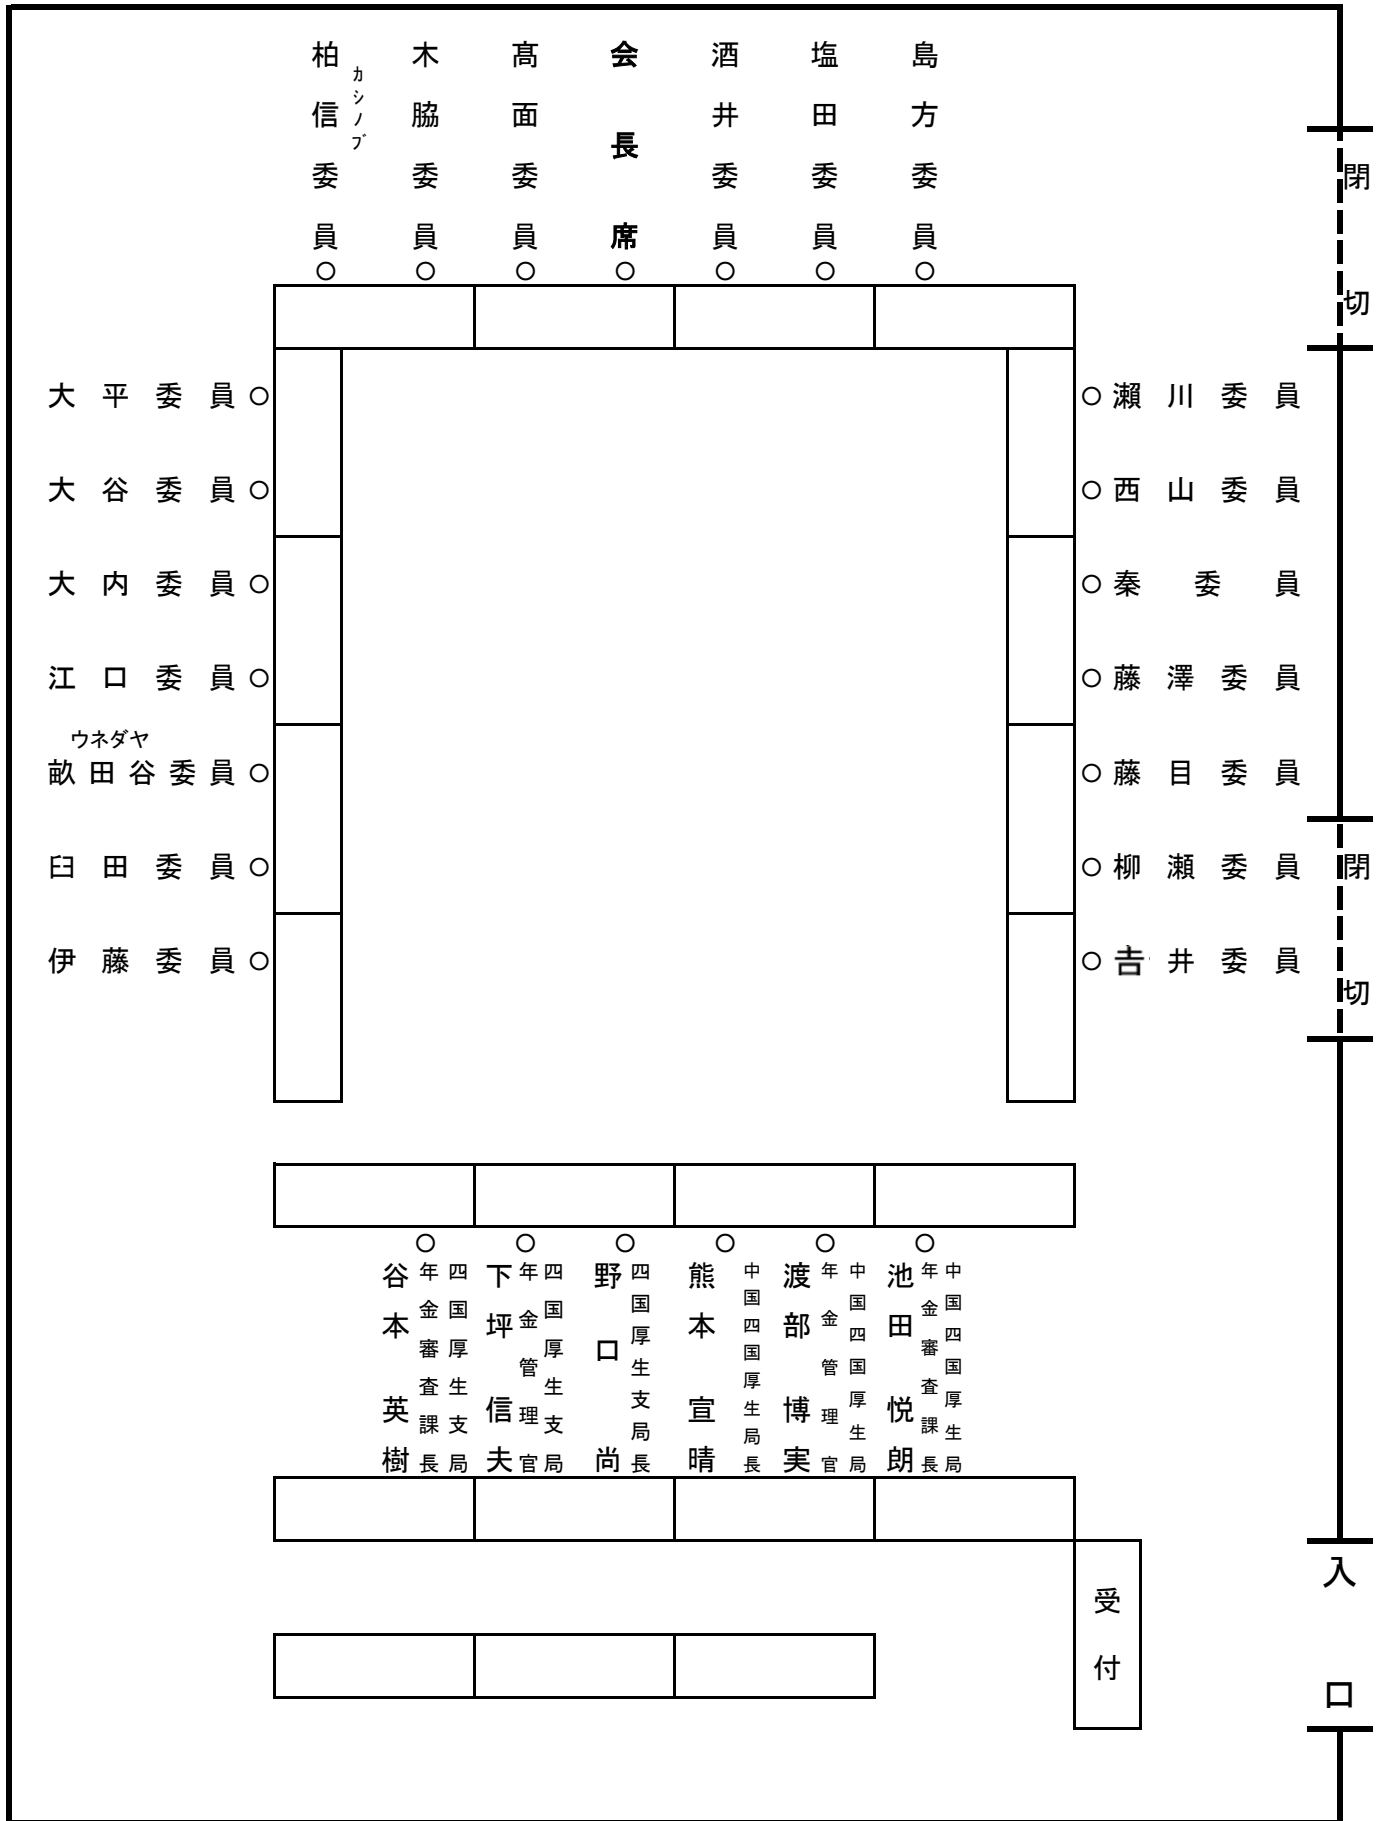 柏信委員
カシノブ
木脇委員
髙面委員
会長席
酒井委員
塩田委員
島方委員
閉切
大平委員
瀨川委員
大谷委員
西山委員
大内委員
秦委員
江口委員
藤澤委員
ウネダヤ
畝田谷委員
藤目委員
臼田委員
柳瀬委員
閉切
伊藤委員
𠮷井委員
四国厚生支局
年金審査課長
谷本英樹
四国厚生支局
年金管理官
下坪信夫
四国厚生支局長
野口尚
中国四国厚生局長
熊本宣晴
中国四国厚生局
年金管理官
渡部博実
中国四国厚生局
年金審査課長
池田悦朗
受付
入口